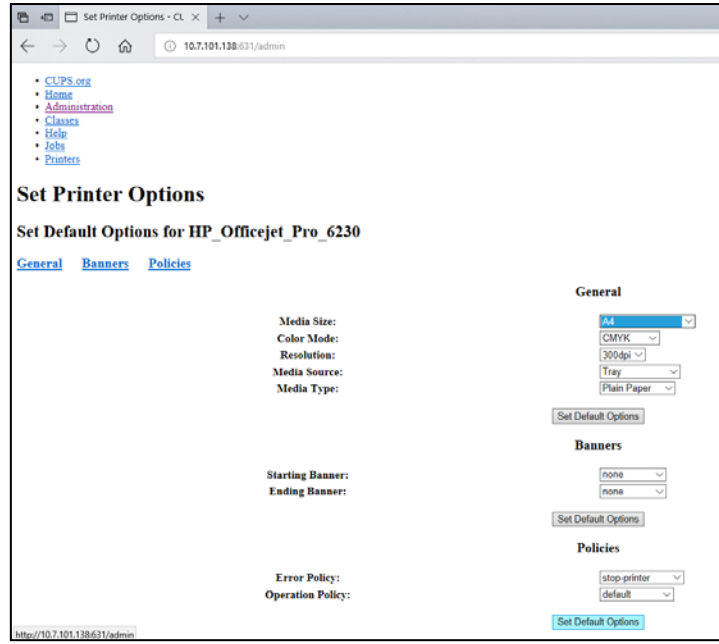 Set Printer Options - CL
10.7.101.138:631/admin
CUPS.org
Home
Administration
Classes
Help
Jobs
Printers
Set Printer Options
Set Default Options for HP_Officejet_Pro_6230
General Banners Policies
General
Media Size: A4
Color Mode: CMYK
Resolution: 300dpi
Media Source: Tray
Media Type: Plain Paper
Set Default Options
Banners
Starting Banner: none
Ending Banner: none
Set Default Options
Policies
Error Policy: stop-printer
Operation Policy: default
Set Default Options
http://10.7.101.138:631/admin